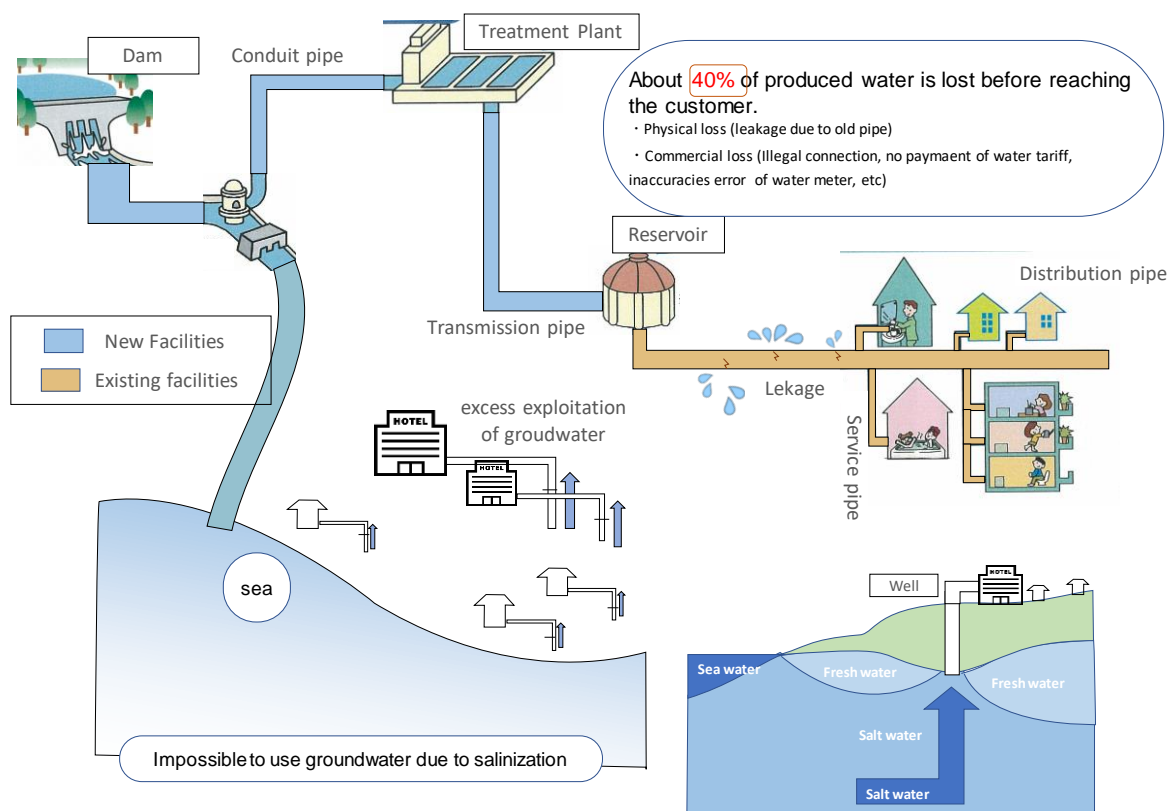 Treatment Plant
Dam
Conduit pipe
About 40% of produced water is lost before reaching
the customer.
・Physical loss (leakage due to old pipe)
・Commercial loss (Illegal connection, no paymaent of water tariff,
inaccuracies error of water meter, etc)
Reservoir
Distribution pipe
Transmission pipe
New Facilities
Existing facilities
Lekage
Service pipe
excess exploitation
of groudwater
HOTEL
HOTEL
sea
Well
HOTEL
Sea water
Fresh water
Fresh water
Salt water
Salt water
Impossible to use groundwater due to salinization